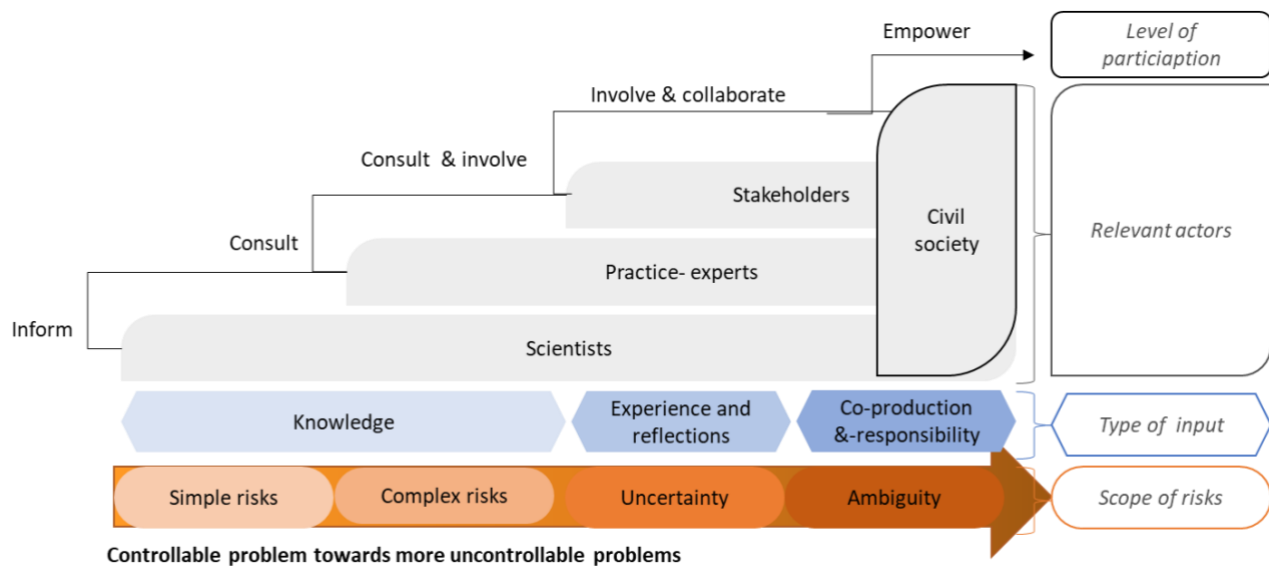 Empower
Level of
particiaption
Involve & collaborate
Consult & involve
Stakeholders
Civil
society
Relevant actors
Consult
Practice- experts
Inform
Scientists
Knowledge
Experience and
reflections
Co-production
&-responsibility
Type of input
Simple risks
Complex risks
Uncertainty
Ambiguity
Scope of risks
Controllable problem towards more uncontrollable problems